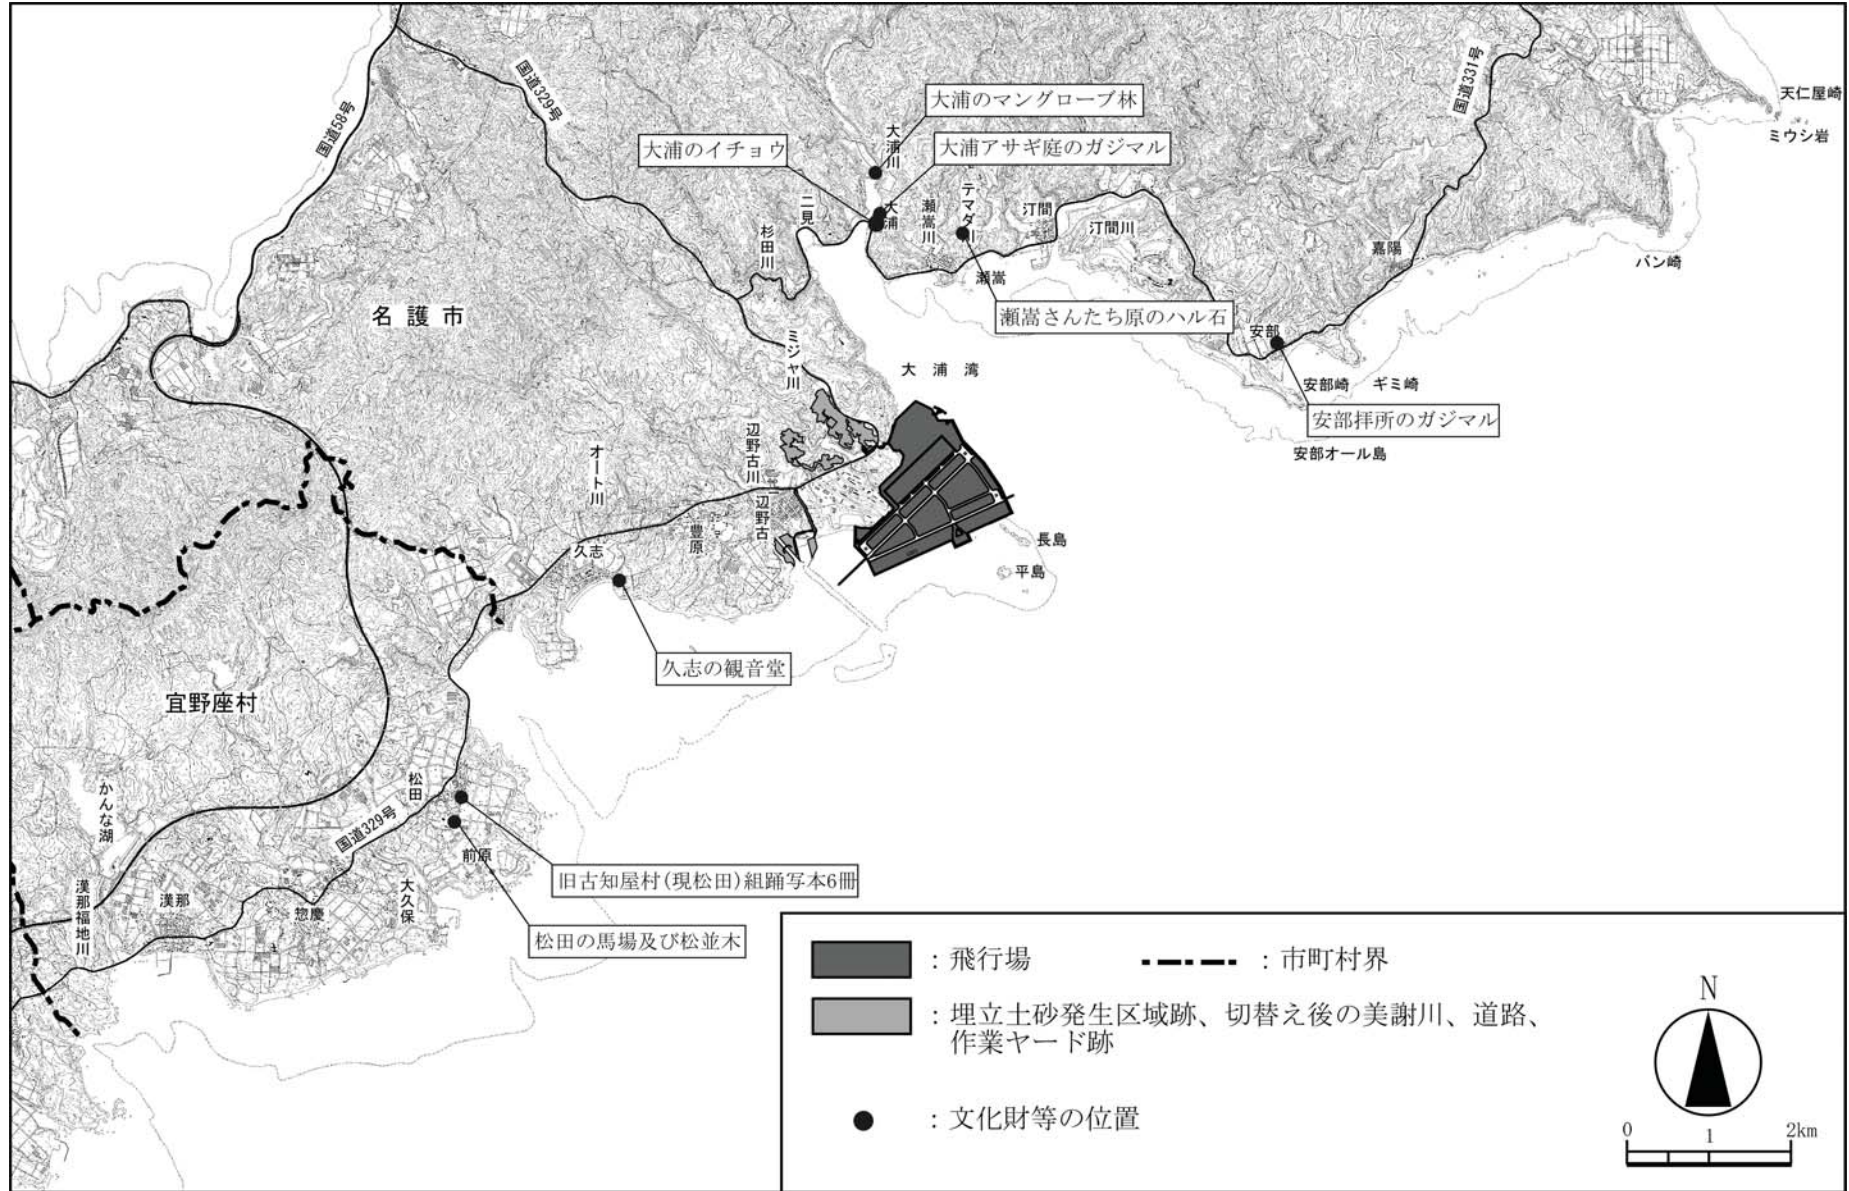 国道58号
国道329号
国道331号
天仁屋崎
ミウシ岩
大浦のマングローブ林
大浦川
大浦アサギ庭のガジマル
大浦のイチョウ
大浦
二見
杉田川
瀬嵩川
テマダー
汀間
汀間川
嘉陽
バン崎
瀬嵩
瀬嵩さんたち原のハル石
名護市
ミジャ川
大浦湾
安部
安部崎
ギミ崎
安部拝所のガジマル
安部オール島
辺野古川
オートト川
辺野古
豊原
久志
長島
平島
久志の観音堂
宜野座村
かんな湖
松田
国道329号
前原
旧古知屋村(現松田)組踊写本6冊
松田の馬場及び松並木
漢那福地川
漢那
惣慶
大久保
：飛行場
：市町村界
：埋立土砂発生区域跡、切替え後の美謝川、道路、
作業ヤード跡
：文化財等の位置
N
0 1 2km